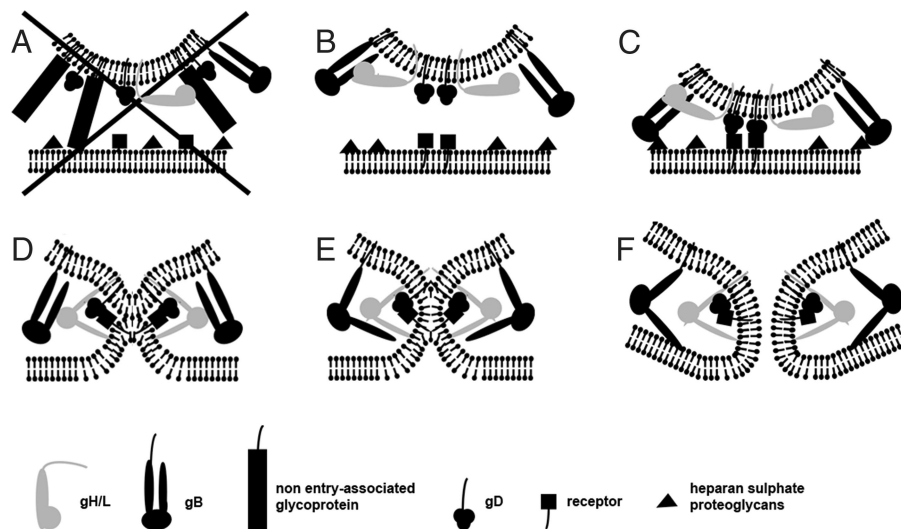 A
B
C
D
E
F
gH/L
gB
non entry-associated
glycoprotein
gD
receptor
heparan sulphate
proteoglycans